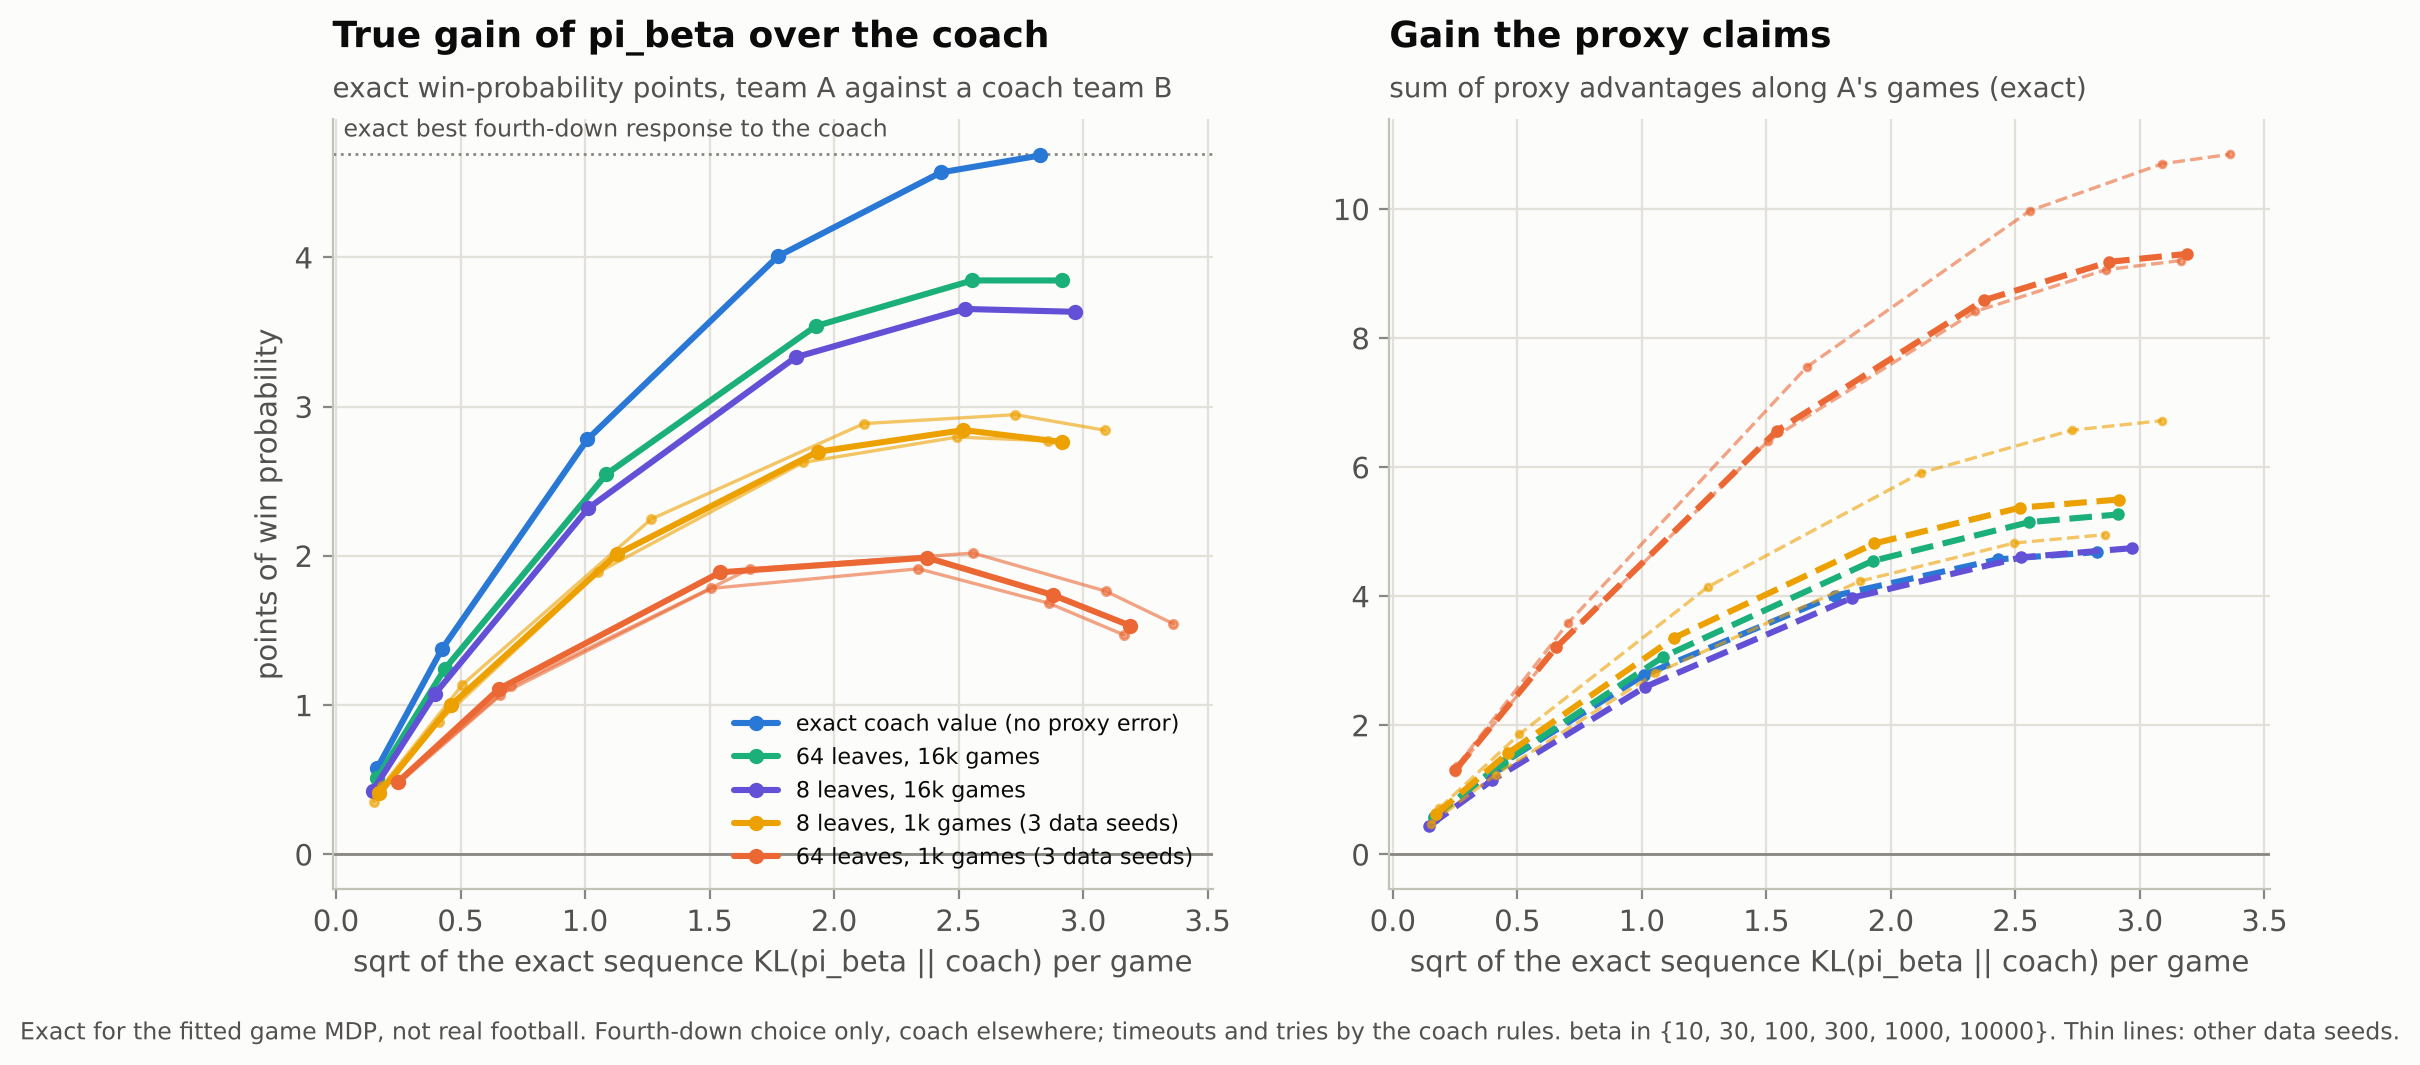 True gain of pi_beta over the coach
exact win-probability points, team A against a coach team B
exact best fourth-down response to the coach
points of win probability
4
3
2
1
0
exact coach value (no proxy error)
64 leaves, 16k games
8 leaves, 16k games
8 leaves, 1k games (3 data seeds)
64 leaves, 1k games (3 data seeds)
0.0 0.5 1.0 1.5 2.0 2.5 3.0 3.5
sqrt of the exact sequence KL(pi_beta || coach) per game
Gain the proxy claims
sum of proxy advantages along A's games (exact)
10
8
6
4
2
0
0.0 0.5 1.0 1.5 2.0 2.5 3.0 3.5
sqrt of the exact sequence KL(pi_beta || coach) per game
Exact for the fitted game MDP, not real football. Fourth-down choice only, coach elsewhere; timeouts and tries by the coach rules. beta in {10, 30, 100, 300, 1000, 10000}. Thin lines: other data seeds.